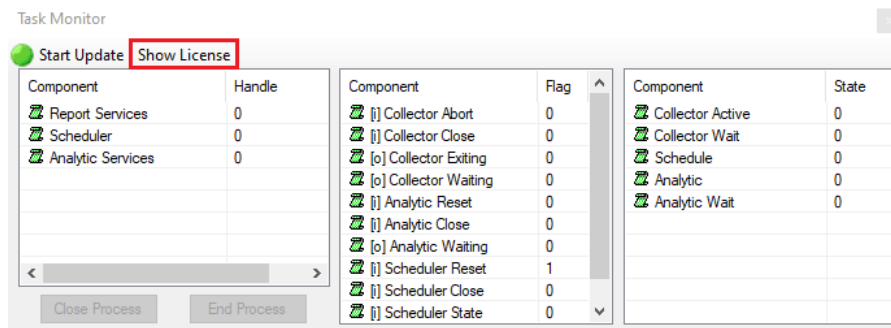 Task Monitor
Start Update Show License
Component Handle
Report Services 0
Scheduler 0
Analytic Services 0
Close Process End Process
Component Flag
[i] Collector Abort 0
[i] Collector Close 0
[o] Collector Exiting 0
[o] Collector Waiting 0
[i] Analytic Reset 0
[i] Analytic Close 0
[o] Analytic Waiting 0
[i] Scheduler Reset 1
[i] Scheduler Close 0
[i] Scheduler State 0
Component State
Collector Active 0
Collector Wait 0
Schedule 0
Analytic 0
Analytic Wait 0